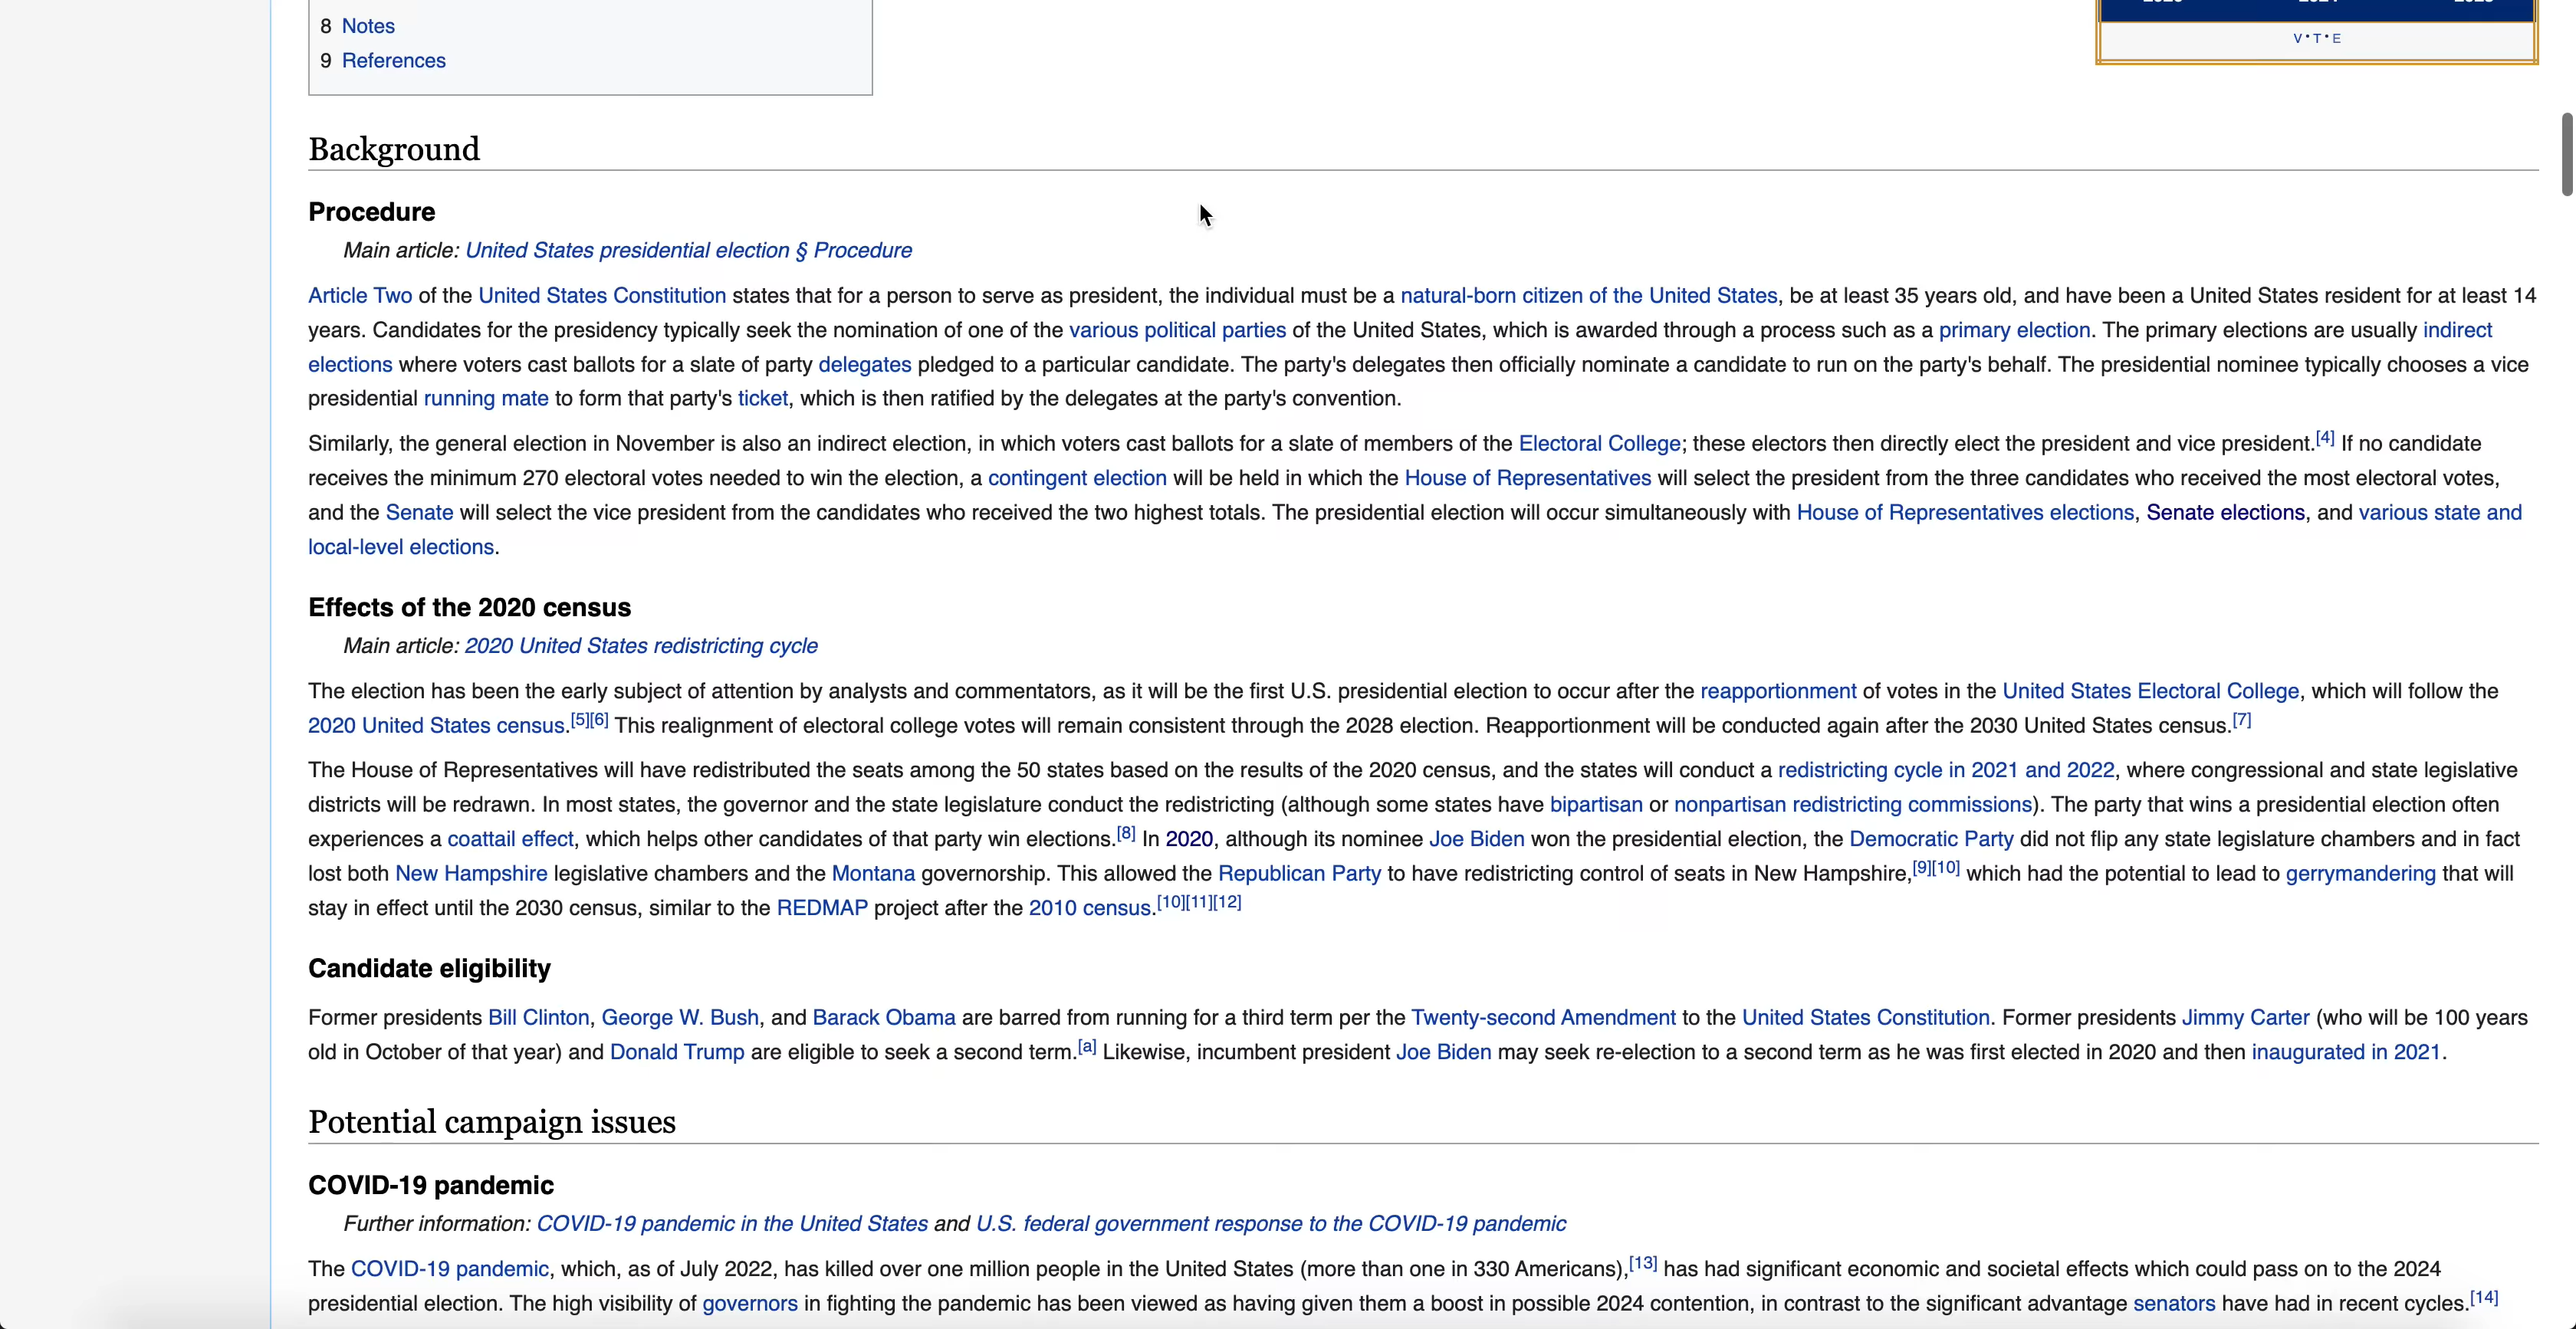 8 Notes
9 References
V•T•E
Background
Procedure
Main article: United States presidential election § Procedure
Article Two of the United States Constitution states that for a person to serve as president, the individual must be a natural-born citizen of the United States, be at least 35 years old, and have been a United States resident for at least 14
years. Candidates for the presidency typically seek the nomination of one of the various political parties of the United States, which is awarded through a process such as a primary election. The primary elections are usually indirect
elections where voters cast ballots for a slate of party delegates pledged to a particular candidate. The party's delegates then officially nominate a candidate to run on the party's behalf. The presidential nominee typically chooses a vice
presidential running mate to form that party's ticket, which is then ratified by the delegates at the party's convention.
Similarly, the general election in November is also an indirect election, in which voters cast ballots for a slate of members of the Electoral College; these electors then directly elect the president and vice president.[4] If no candidate
receives the minimum 270 electoral votes needed to win the election, a contingent election will be held in which the House of Representatives will select the president from the three candidates who received the most electoral votes,
and the Senate will select the vice president from the candidates who received the two highest totals. The presidential election will occur simultaneously with House of Representatives elections, Senate elections, and various state and
local-level elections.
Effects of the 2020 census
Main article: 2020 United States redistricting cycle
The election has been the early subject of attention by analysts and commentators, as it will be the first U.S. presidential election to occur after the reapportionment of votes in the United States Electoral College, which will follow the
2020 United States census.[5][6] This realignment of electoral college votes will remain consistent through the 2028 election. Reapportionment will be conducted again after the 2030 United States census.[7]
The House of Representatives will have redistributed the seats among the 50 states based on the results of the 2020 census, and the states will conduct a redistricting cycle in 2021 and 2022, where congressional and state legislative
districts will be redrawn. In most states, the governor and the state legislature conduct the redistricting (although some states have bipartisan or nonpartisan redistricting commissions). The party that wins a presidential election often
experiences a coattail effect, which helps other candidates of that party win elections.[8] In 2020, although its nominee Joe Biden won the presidential election, the Democratic Party did not flip any state legislature chambers and in fact
lost both New Hampshire legislative chambers and the Montana governorship. This allowed the Republican Party to have redistricting control of seats in New Hampshire,[9][10] which had the potential to lead to gerrymandering that will
stay in effect until the 2030 census, similar to the REDMAP project after the 2010 census.[10][11][12]
Candidate eligibility
Former presidents Bill Clinton, George W. Bush, and Barack Obama are barred from running for a third term per the Twenty-second Amendment to the United States Constitution. Former presidents Jimmy Carter (who will be 100 years
old in October of that year) and Donald Trump are eligible to seek a second term.[a] Likewise, incumbent president Joe Biden may seek re-election to a second term as he was first elected in 2020 and then inaugurated in 2021.
Potential campaign issues
COVID-19 pandemic
Further information: COVID-19 pandemic in the United States and U.S. federal government response to the COVID-19 pandemic
The COVID-19 pandemic, which, as of July 2022, has killed over one million people in the United States (more than one in 330 Americans),[13] has had significant economic and societal effects which could pass on to the 2024
presidential election. The high visibility of governors in fighting the pandemic has been viewed as having given them a boost in possible 2024 contention, in contrast to the significant advantage senators have had in recent cycles.[14]